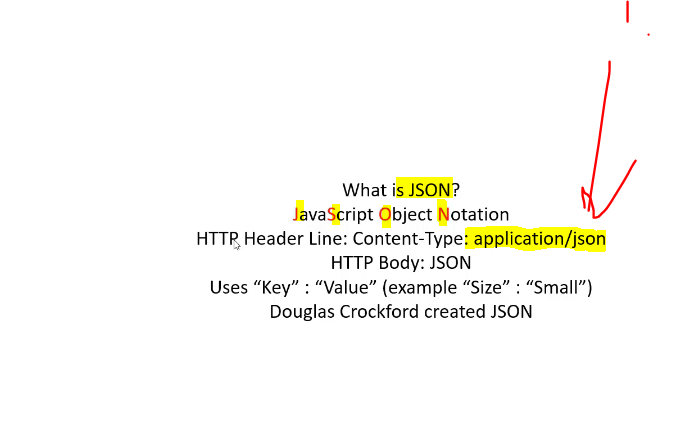 What is JSON?
JavaScript Object Notation
HTTP Header Line: Content-Type: application/json
HTTP Body: JSON
Uses “Key” : “Value” (example “Size” : “Small”)
Douglas Crockford created JSON